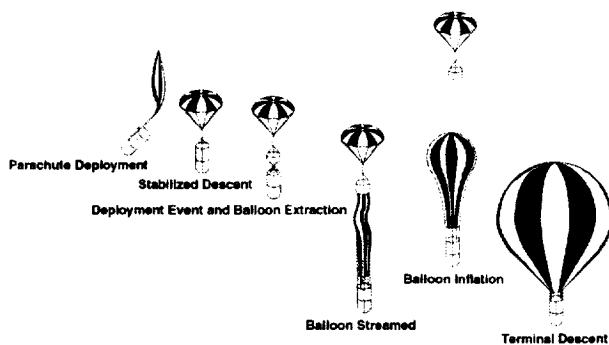 Parachute Deployment
Stabilized Descent
Deployment Event and Balloon Extraction
Balloon Streamed
Balloon Inflation
Terminal Descent